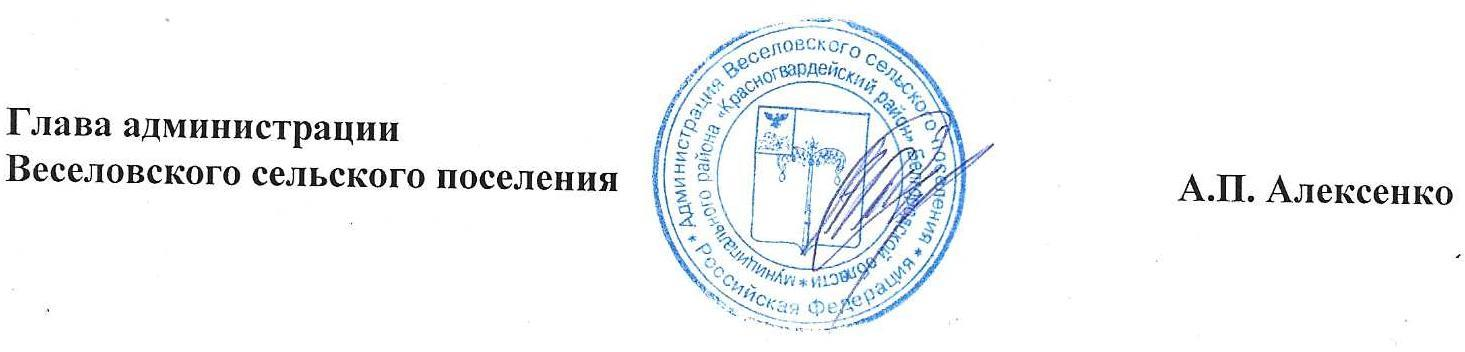 Глава администрации
Веселовского сельского поселения
А.П. Алексенко
* Администрация Веселовского сельского поселения * Российская Федерация
* муниципального района «Красногвардейский район» Белгородской области